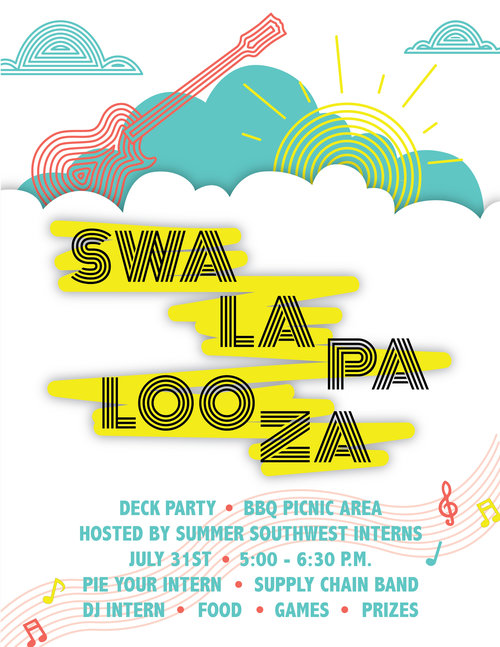 SWA
LA
PA
LOO
ZA
DECK PARTY • BBQ PICNIC AREA
HOSTED BY SUMMER SOUTHWEST INTERNS
JULY 31ST • 5:00 - 6:30 P.M.
PIE YOUR INTERN • SUPPLY CHAIN BAND
DJ INTERN • FOOD • GAMES • PRIZES